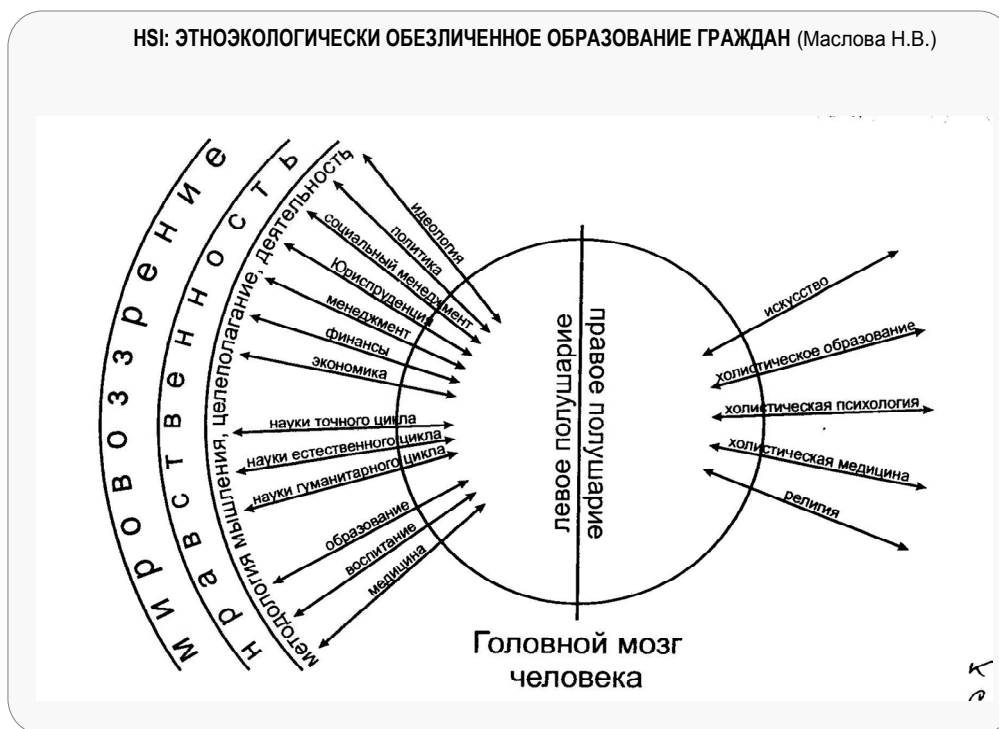 HSI: ЭТНОЭКОЛОГИЧЕСКИ ОБЕЗЛИЧЕННОЕ ОБРАЗОВАНИЕ ГРАЖДАН (Маслова Н.В.)
Мировоззрение
нравственность
методология мышления, целеполагание, деятельность
идеология
политика
социальный менеджмент
Юриспруденция
менеджмент
финансы
экономика
науки точного цикла
науки естественного цикла
науки гуманитарного цикла
образование
воспитание
медицина
левое полушарие
правое полушарие
искусство
холистическое образование
холистическая психология
холистическая медицина
религия
Головной мозг
человека